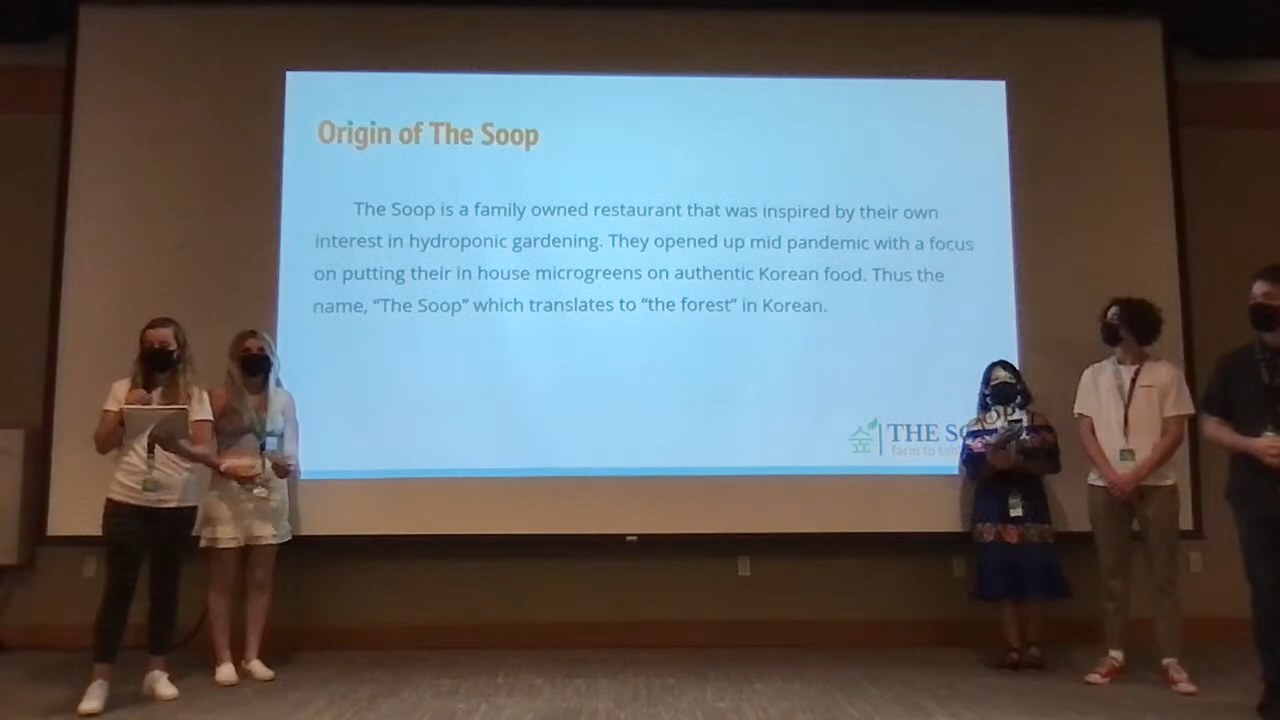 Origin of The Soop
The Soop is a family owned restaurant that was inspired by their own
interest in hydroponic gardening. They opened up mid pandemic with a focus
on putting their in house microgreens on authentic Korean food. Thus the
name, “The Soop” which translates to “the forest” in Korean.
숲 THE SOOP
farm to